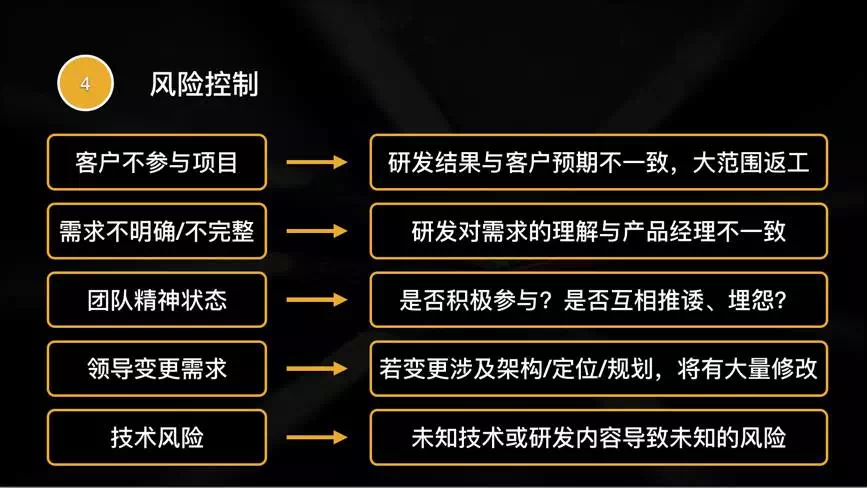 4
风险控制
客户不参与项目
研发结果与客户预期不一致，大范围返工
需求不明确/不完整
研发对需求的理解与产品经理不一致
团队精神状态
是否积极参与？是否互相推诿、埋怨？
领导变更需求
若变更涉及架构/定位/规划，将有大量修改
技术风险
未知技术或研发内容导致未知的风险